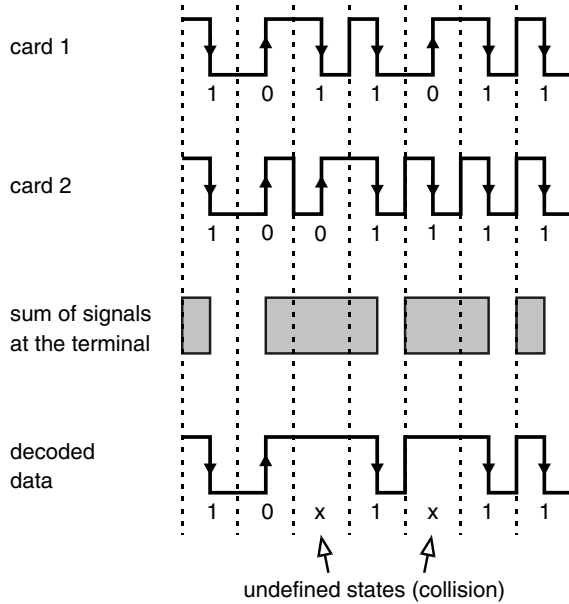 card 1
1 0 1 1 0 1 1
card 2
1 0 0 1 1 1 1
sum of signals
at the terminal
decoded
data
1 0 x 1 x 1 1
undefined states (collision)